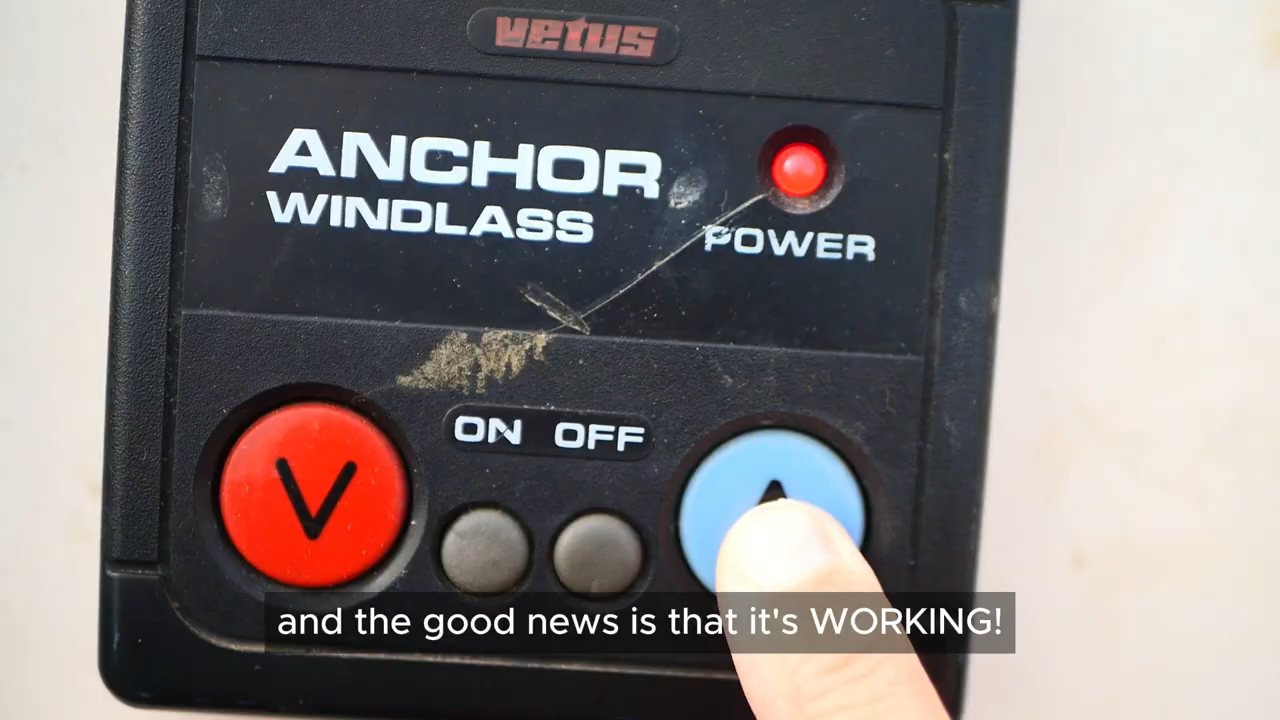 vetus
ANCHOR
WINDLASS
POWER
ON OFF
V
and the good news is that it's WORKING!